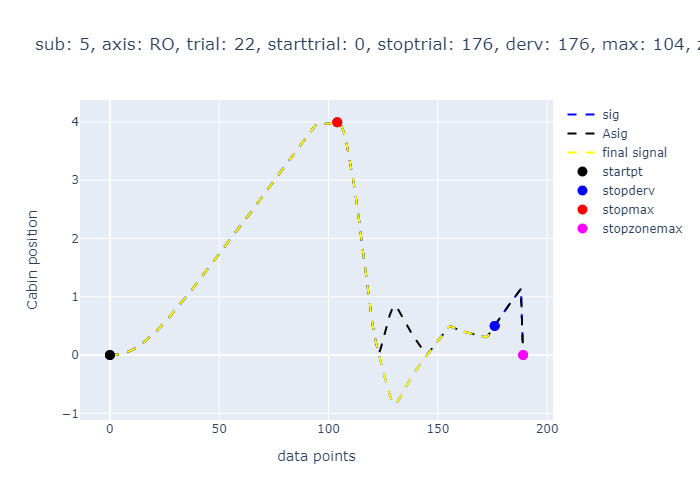 sub: 5, axis: RO, trial: 22, starttrial: 0, stoptrial: 176, derv: 176, max: 104,
sig
Asig
final signal
startpt
stopderv
stopmax
stopzonemax
Cabin position
4
3
2
1
0
−1
0
50
100
150
200
data points